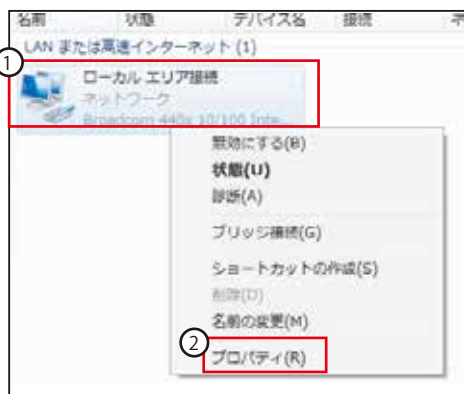 名前 状態 デバイス名 接続 ネ
LAN または高速インターネット (1)
1
ローカル エリア接続
ネットワーク
Broadcom 440x 10/100 Inte...
無効にする(B)
状態(U)
診断(A)
ブリッジ接続(G)
ショートカットの作成(S)
削除(D)
名前の変更(M)
2
プロパティ(R)